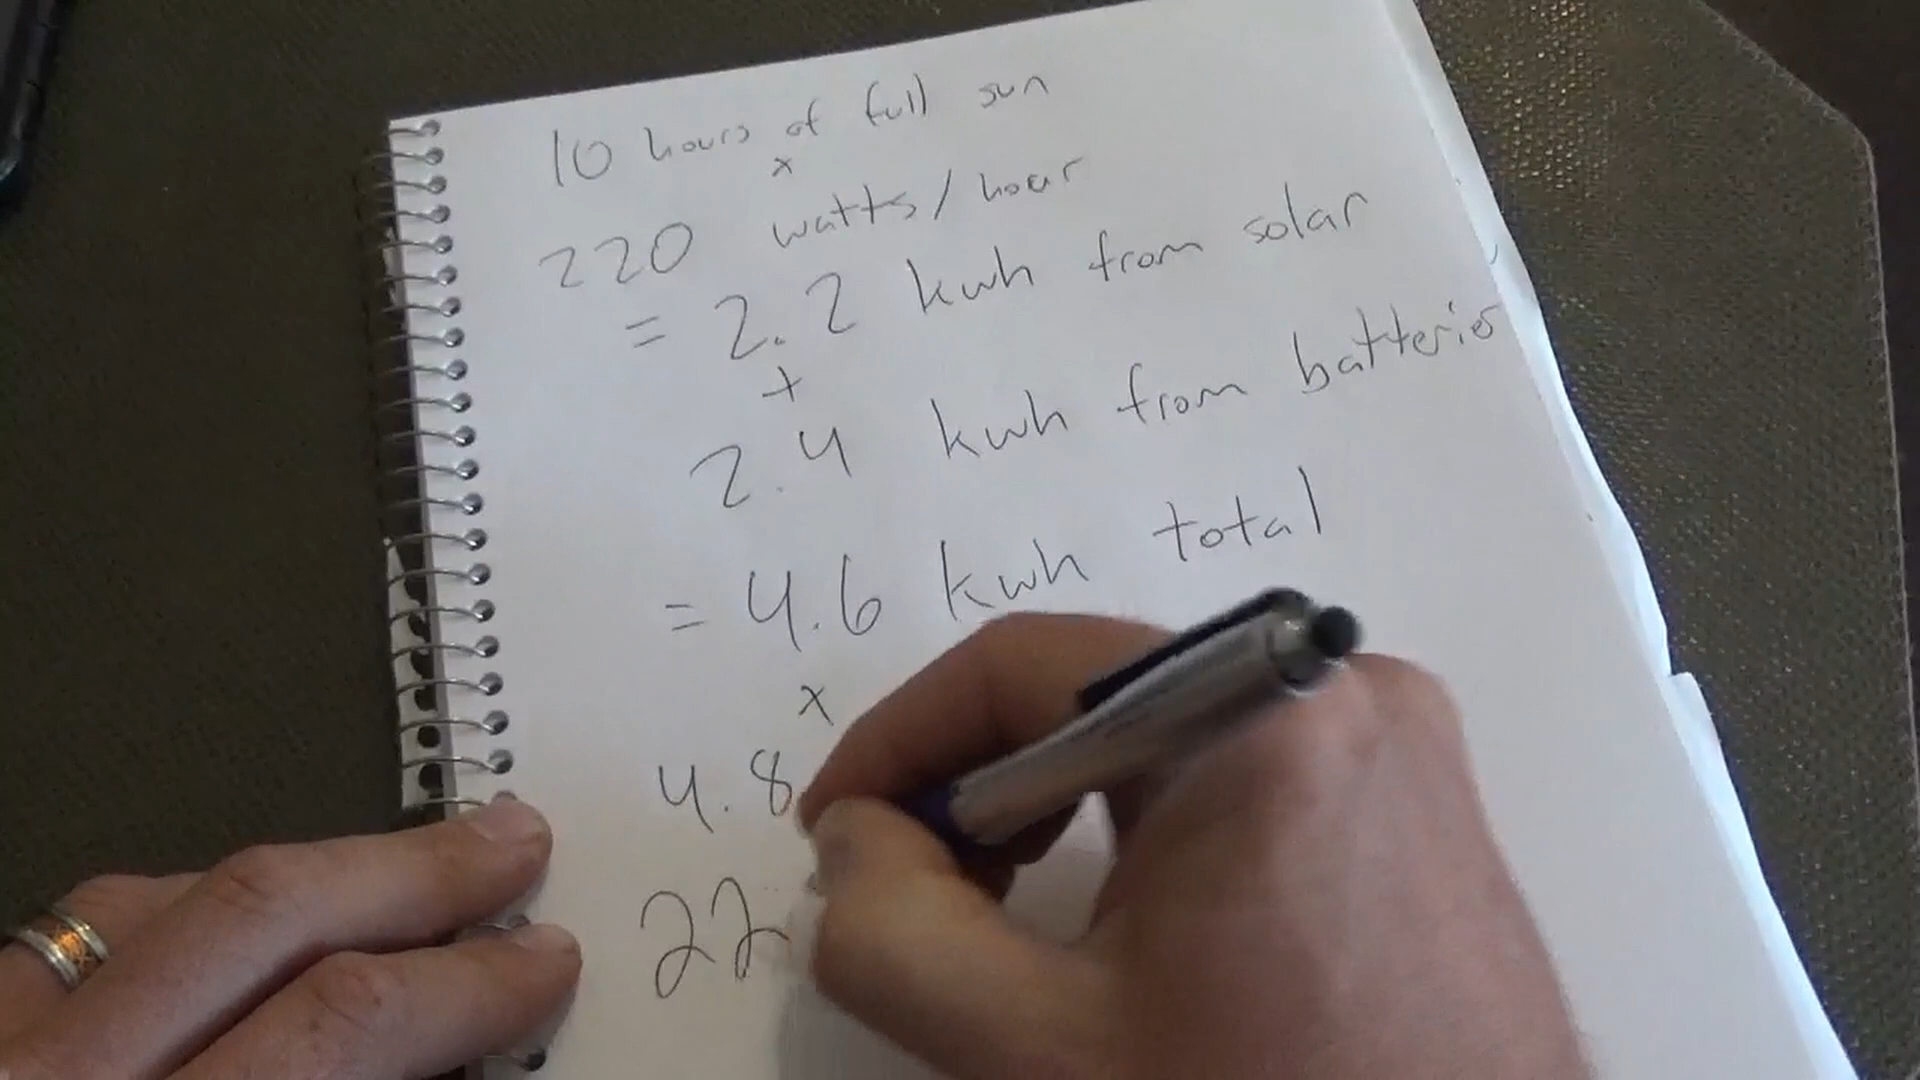 10 hours of full sun
x
220 watts/hour
= 2.2 kwh from solar
+
2.4 kwh from batteries
= 4.6 kwh total
x
4.8
22